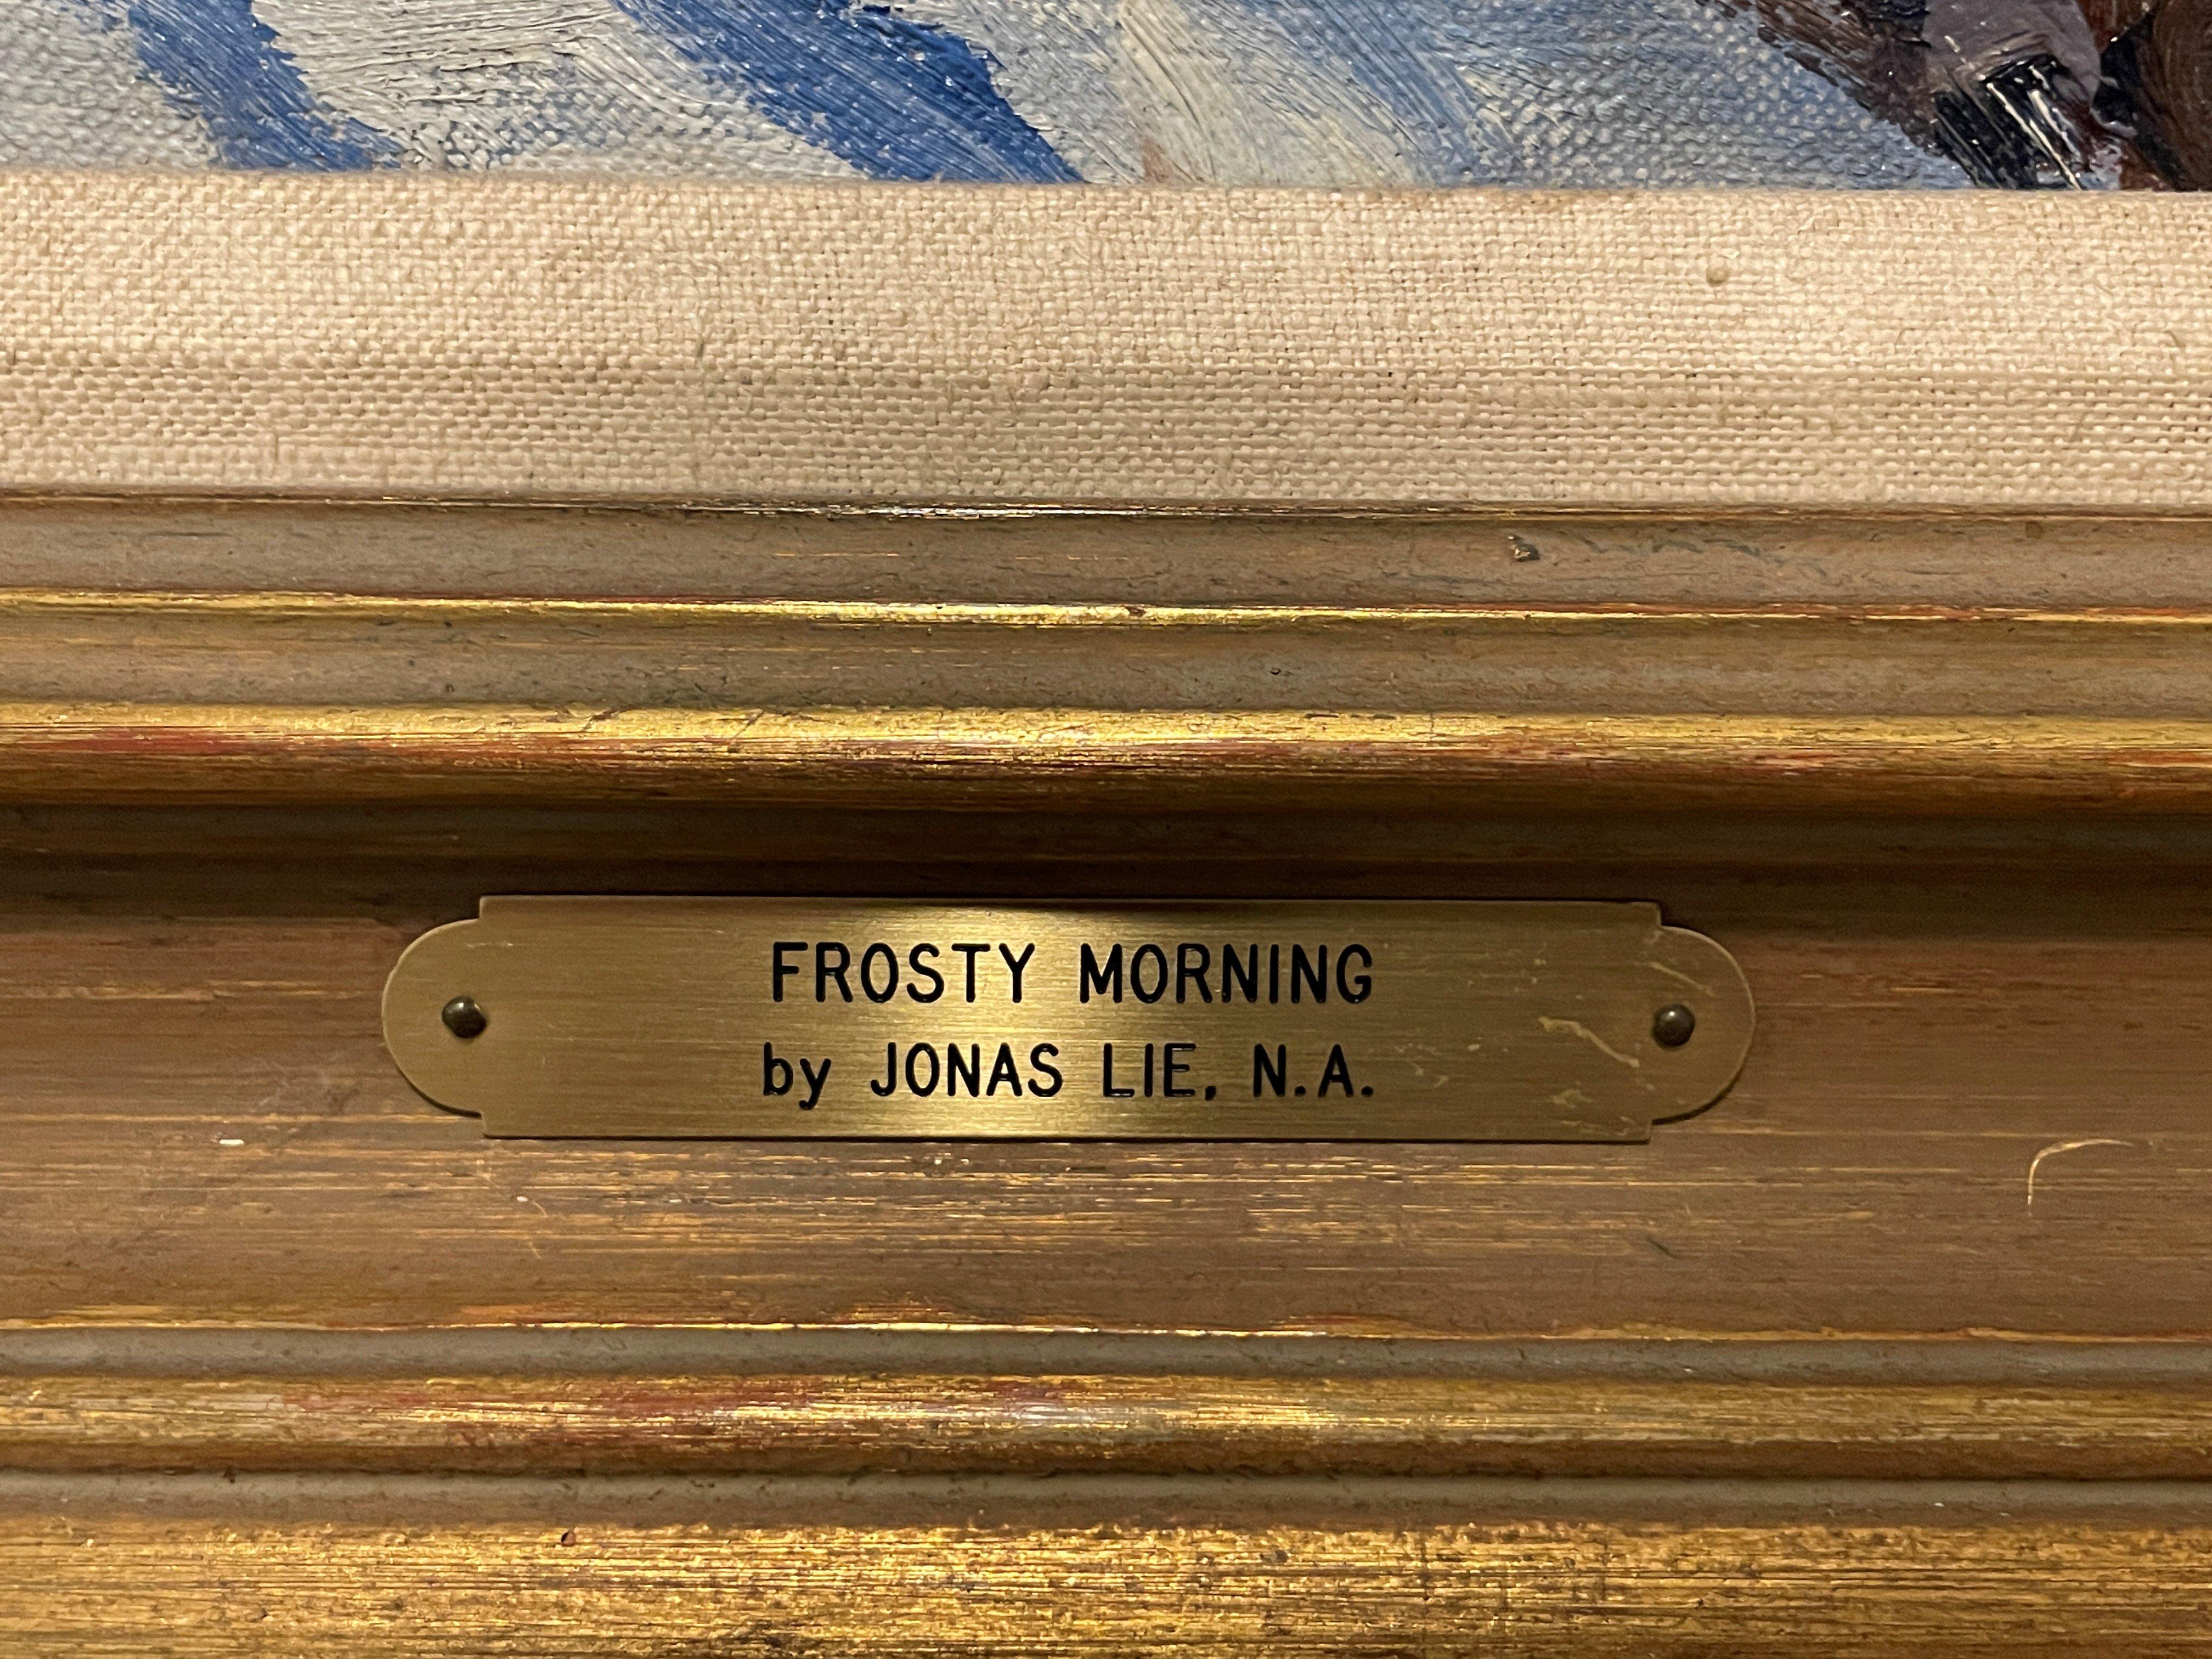 FROSTY MORNING
by JONAS LIE, N.A.